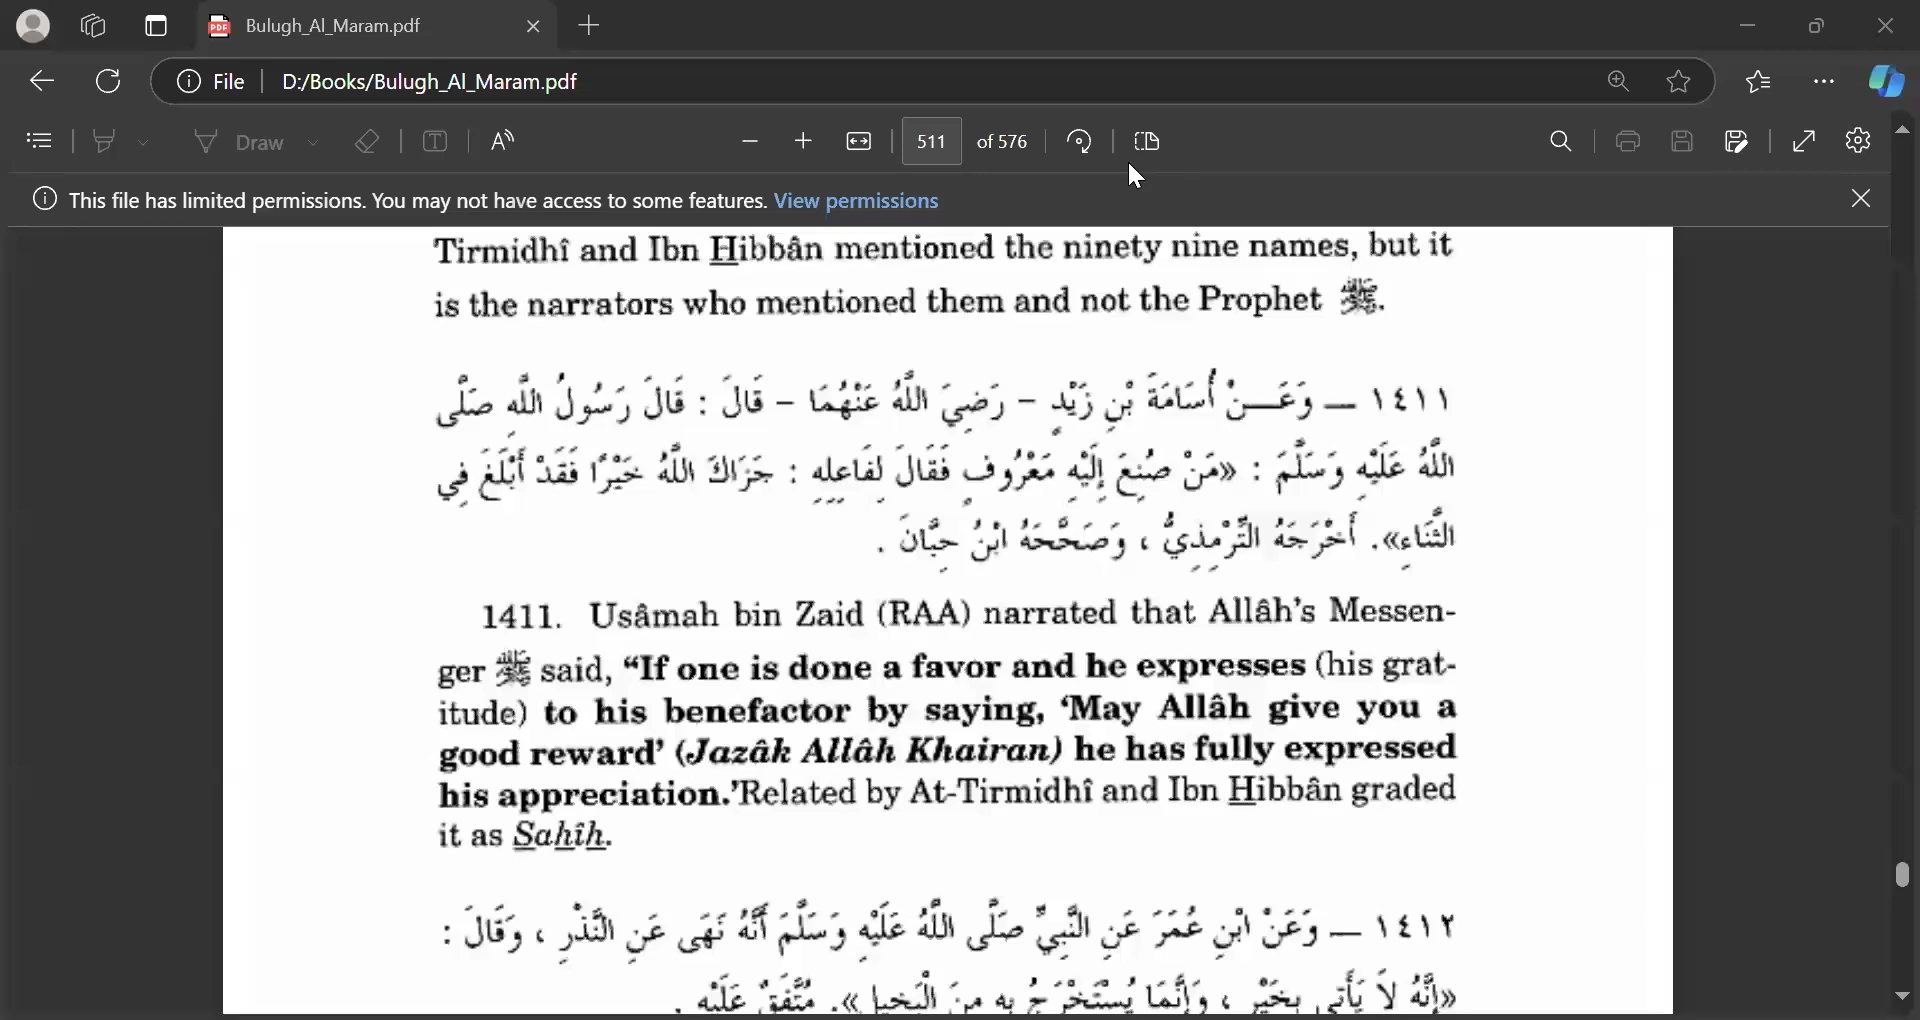 Bulugh_Al_Maram.pdf
File D:/Books/Bulugh_Al_Maram.pdf
Draw 511 of 576
This file has limited permissions. You may not have access to some features. View permissions
Tirmidhî and Ibn Hibbân mentioned the ninety nine names, but it
is the narrators who mentioned them and not the Prophet ﷺ.
١٤١١ – وَعَـــنْ أُسَامَةَ بْنِ زَيْدٍ – رَضِيَ اللَّهُ عَنْهُمَا – قَالَ : قَالَ رَسُولُ اللَّهِ صَلَّى
اللَّهُ عَلَيْهِ وَسَلَّمَ : «مَنْ صُنِعَ إِلَيْهِ مَعْرُوفٍ فَقَالَ لِفَاعِلِهِ : جَزَاكَ اللَّهُ خَيْرًا فَقَدْ أَبْلَغَ فِي
الثَّنَاءِ». أَخْرَجَهُ التِّرْمِذِيُّ ، وَصَحَّحَهُ ابْنُ حِبَّانَ .
1411. Usâmah bin Zaid (RAA) narrated that Allâh's Messen-
ger ﷺ said, “If one is done a favor and he expresses (his grat-
itude) to his benefactor by saying, ‘May Allâh give you a
good reward’ (Jazâk Allâh Khairan) he has fully expressed
his appreciation.’Related by At-Tirmidhî and Ibn Hibbân graded
it as Sahîh.
١٤١٢ – وَعَنْ ابْنِ عُمَرَ عَنِ النَّبِيِّ صَلَّى اللَّهُ عَلَيْهِ وَسَلَّمَ أَنَّهُ نَهَى عَنِ النَّذْرِ ، وَقَالَ :
«إِنَّهُ لَا يَأْتِي بِخَيْرٍ ، وَإِنَّمَا يُسْتَخْرَجُ بِهِ مِنَ الْبَخِيلِ». مُتَّفَقٌ عَلَيْهِ .